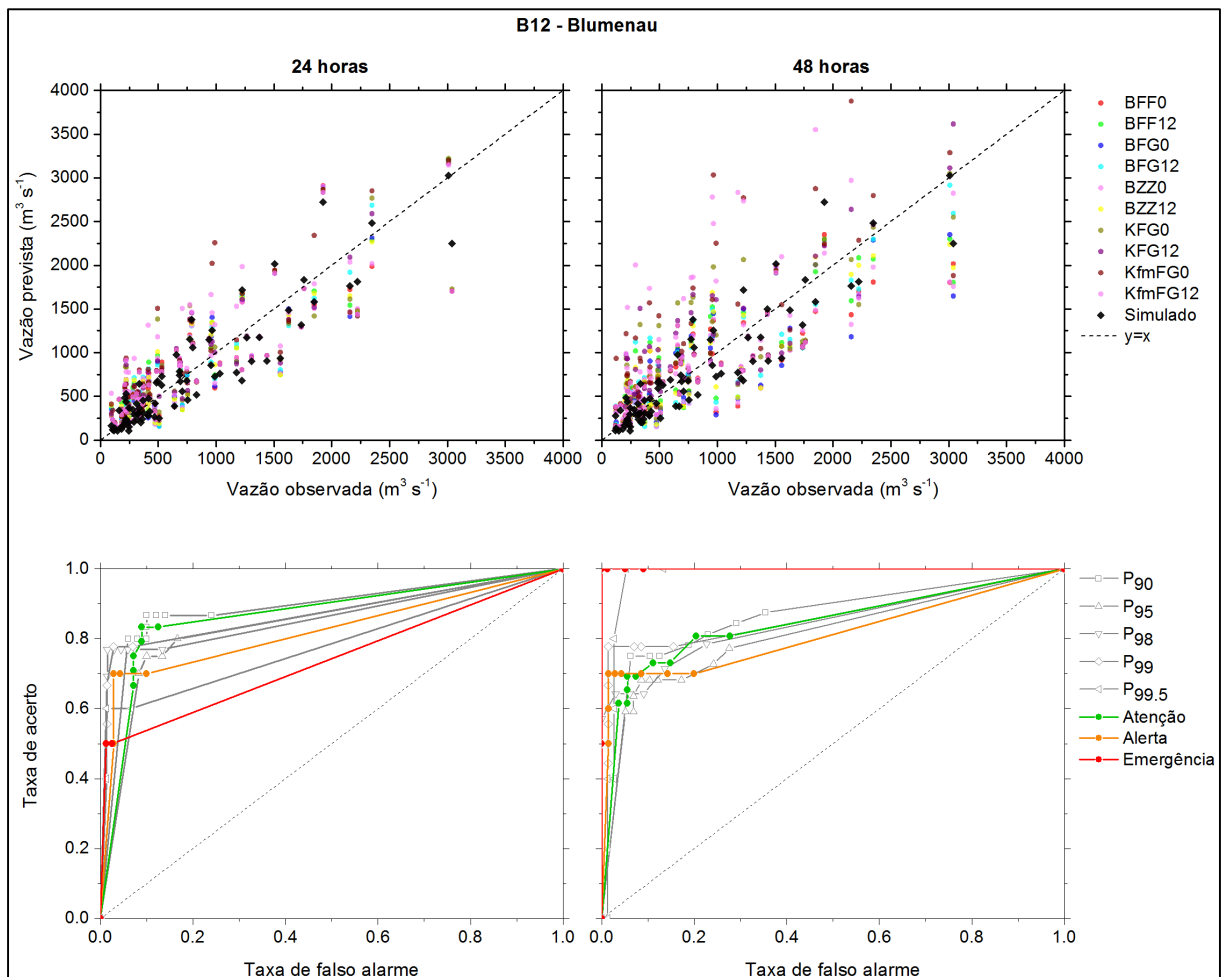 B12 - Blumenau
24 horas
48 horas
4000
3500
3000
2500
2000
1500
1000
500
0
Vazão prevista (m³ s⁻¹)
0 500 1000 1500 2000 2500 3000 3500 4000
Vazão observada (m³ s⁻¹)
0 500 1000 1500 2000 2500 3000 3500 4000
Vazão observada (m³ s⁻¹)
BFF0
BFF12
BFG0
BFG12
BZZ0
BZZ12
KFG0
KFG12
KfmFG0
KfmFG12
Simulado
y=x
1.0
0.8
0.6
0.4
0.2
0.0
Taxa de acerto
0.0 0.2 0.4 0.6 0.8 1.0
Taxa de falso alarme
0.0 0.2 0.4 0.6 0.8 1.0
Taxa de falso alarme
P90
P95
P98
P99
P99.5
Atenção
Alerta
Emergência